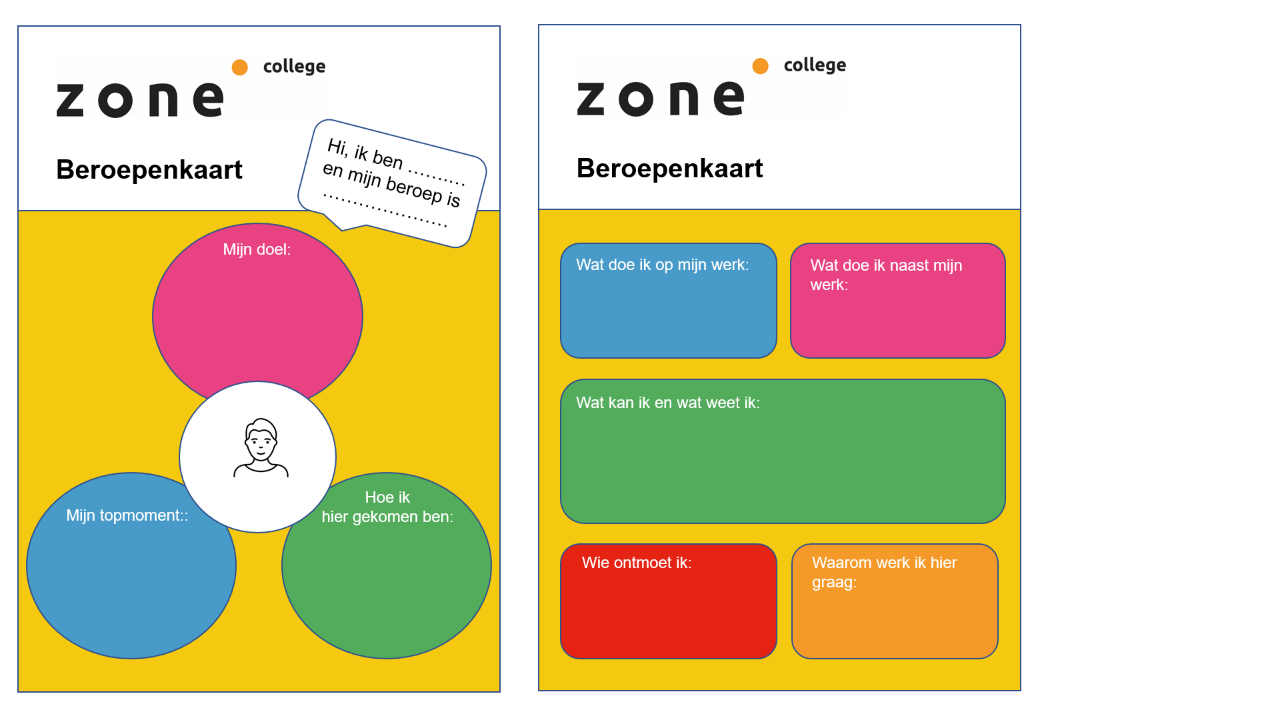 zone college
Beroepenkaart
Hi, ik ben ……….
en mijn beroep is
………………….
Mijn doel:
Mijn topmoment::
Hoe ik
hier gekomen ben:
zone college
Beroepenkaart
Wat doe ik op mijn werk:
Wat doe ik naast mijn
werk:
Wat kan ik en wat weet ik:
Wie ontmoet ik:
Waarom werk ik hier
graag: